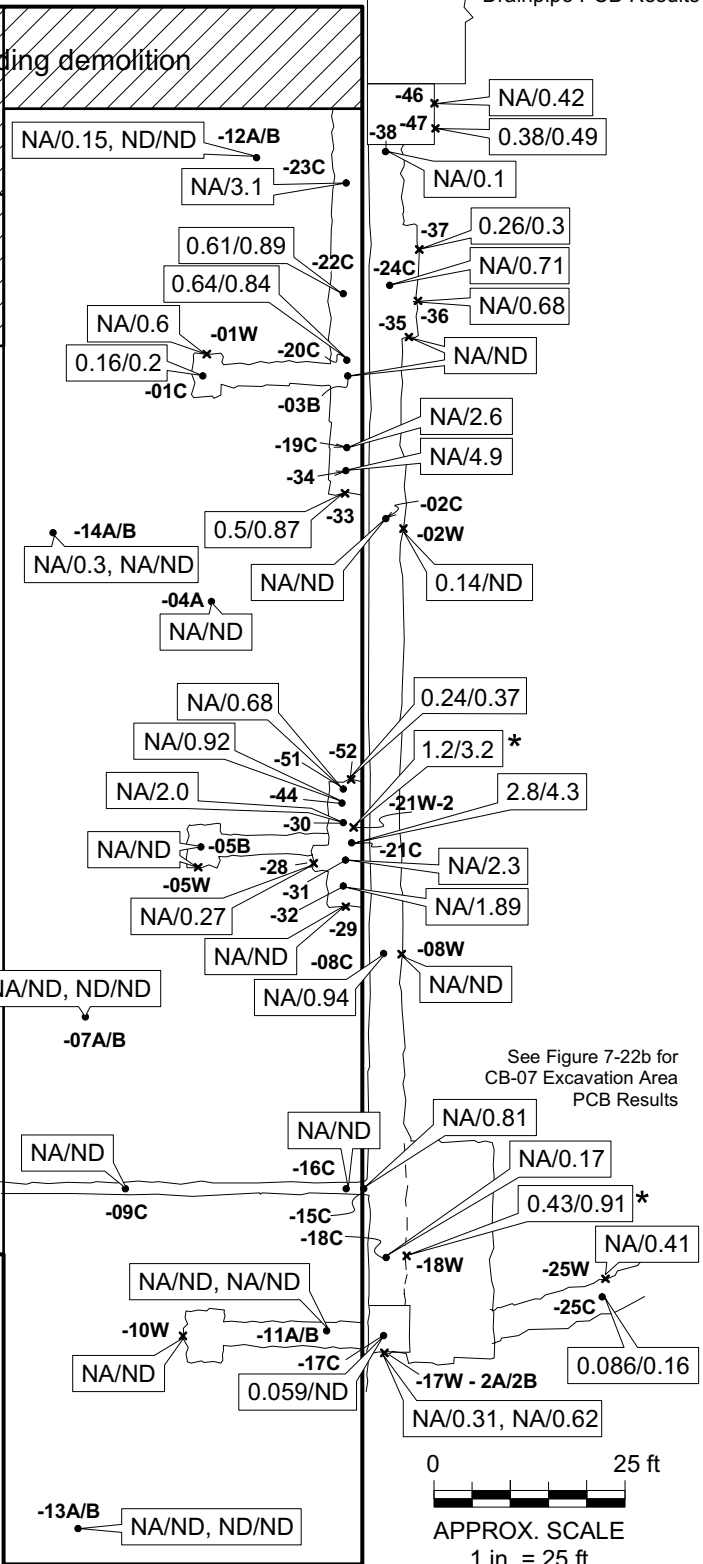 Drainpipe PCB Results
ding demolition
-46
NA/0.42
-47
0.38/0.49
-38
NA/0.1
NA/0.15, ND/ND
-12A/B
-23C
NA/3.1
-37
0.26/0.3
0.61/0.89
-22C
-24C
NA/0.71
0.64/0.84
-36
NA/0.68
NA/0.6
-01W
-35
-20C
NA/ND
0.16/0.2
-01C
-03B
NA/2.6
-19C
NA/4.9
-34
-02C
-33
0.5/0.87
-02W
-14A/B
NA/0.3, NA/ND
NA/ND
0.14/ND
-04A
NA/ND
NA/0.68
0.24/0.37
NA/0.92
-52
1.2/3.2 *
-51
NA/2.0
-44
-21W-2
2.8/4.3
-30
NA/ND
-05B
-21C
-28
NA/2.3
-05W
-31
NA/0.27
-32
NA/1.89
-29
NA/ND
-08W
-08C
NA/ND
NA/0.94
NA/ND, ND/ND
-07A/B
See Figure 7-22b for
CB-07 Excavation Area
PCB Results
NA/0.81
NA/ND
NA/ND
-16C
NA/0.17
-09C
-15C
0.43/0.91 *
-18C
NA/0.41
-18W
-25W
NA/ND, NA/ND
-25C
-10W
-11A/B
NA/ND
-17C
0.086/0.16
0.059/ND
-17W - 2A/2B
NA/0.31, NA/0.62
0
25 ft
-13A/B
NA/ND, ND/ND
APPROX. SCALE
1 in. = 25 ft